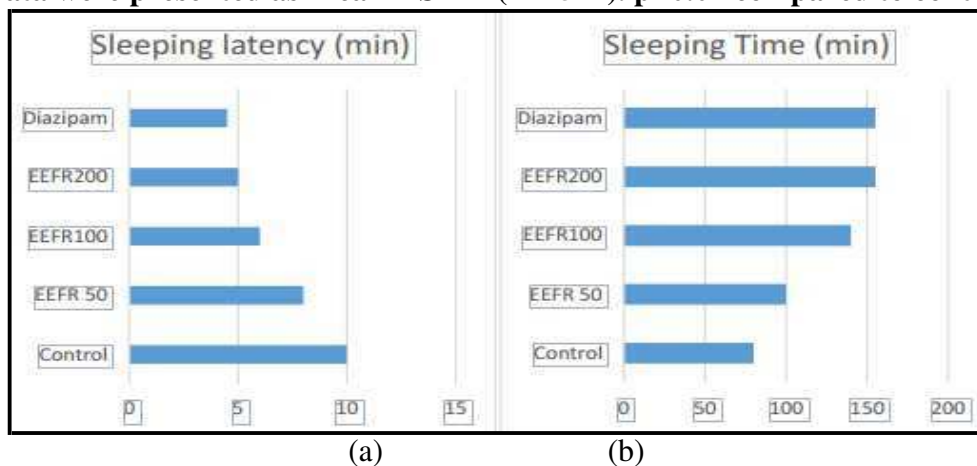 Sleeping latency (min)
Diazipam
EEFR200
EEFR100
EEFR 50
Control
0 5 10 15
Sleeping Time (min)
Diazipam
EEFR200
EEFR100
EEFR 50
Control
0 50 100 150 200
(a) (b)